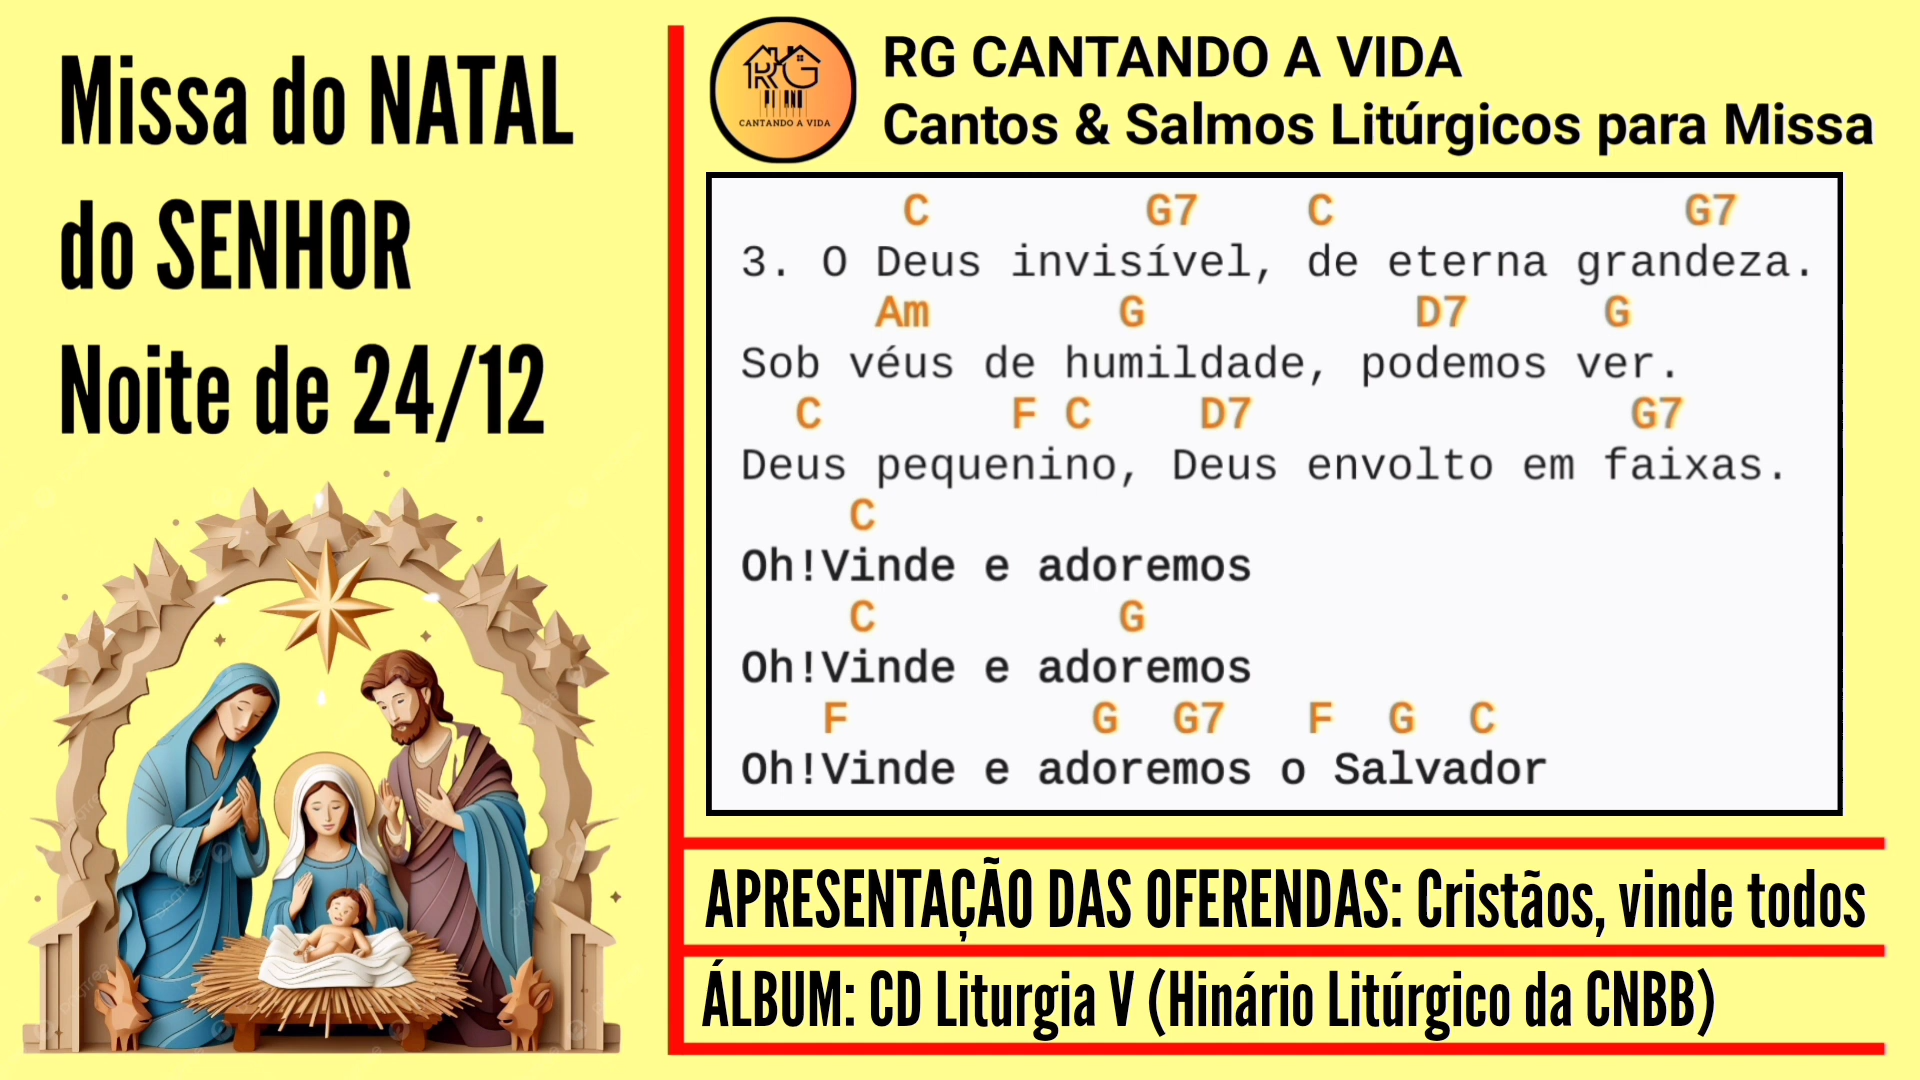 Missa do NATAL
do SENHOR
Noite de 24/12
RG
PIANO
CANTANDO A VIDA
RG CANTANDO A VIDA
Cantos & Salmos Litúrgicos para Missa
C G7 C G7
3. O Deus invisível, de eterna grandeza.
Am G D7 G
Sob véus de humildade, podemos ver.
C F C D7 G7
Deus pequenino, Deus envolto em faixas.
C
Oh!Vinde e adoremos
C G
Oh!Vinde e adoremos
F G G7 F G C
Oh!Vinde e adoremos o Salvador
APRESENTAÇÃO DAS OFERENDAS: Cristãos, vinde todos
ÁLBUM: CD Liturgia V (Hinário Litúrgico da CNBB)